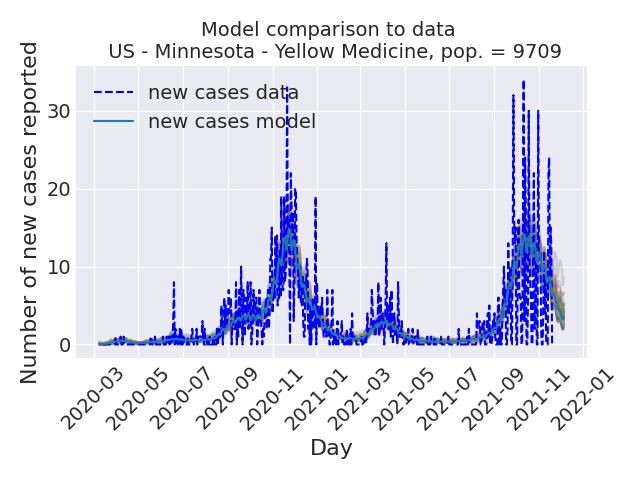 Model comparison to data
US - Minnesota - Yellow Medicine, pop. = 9709
Number of new cases reported
30
20
10
0
new cases data
new cases model
2020-03
2020-05
2020-07
2020-09
2020-11
2021-01
2021-03
2021-05
2021-07
2021-09
2021-11
2022-01
Day